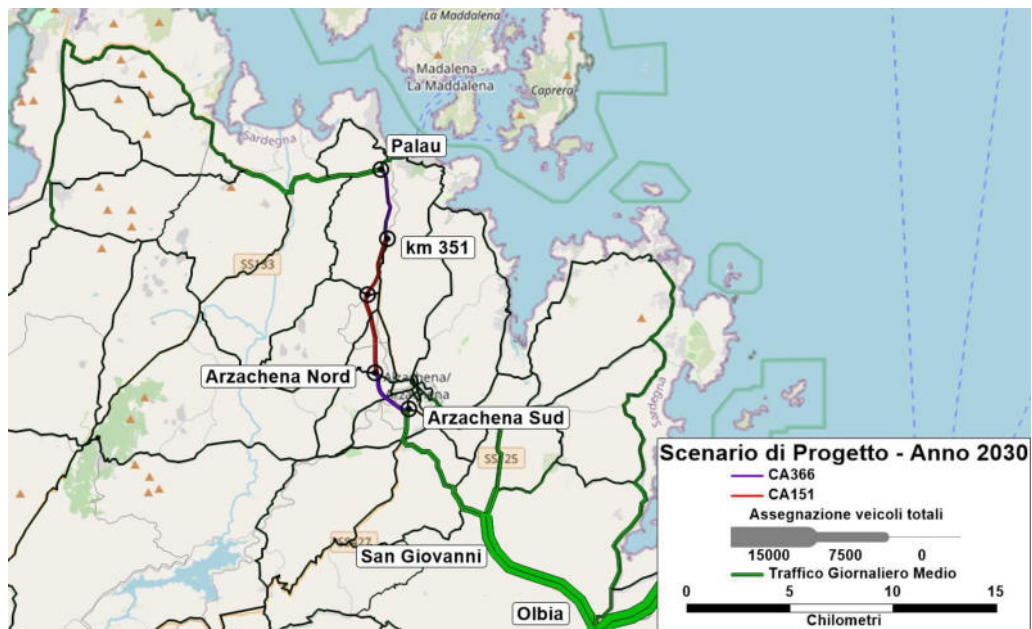 La Maddalena
Madalena -
La Maddalena
Caprera
Sardegna
Palau
km 351
SS133
Arzachena Nord
Arzachena/
Arzachena
Arzachena Sud
Sardegna
SS125
San Giovanni
Olbia
Scenario di Progetto - Anno 2030
CA366
CA151
Assegnazione veicoli totali
15000 7500 0
Traffico Giornaliero Medio
0 5 10 15
Chilometri